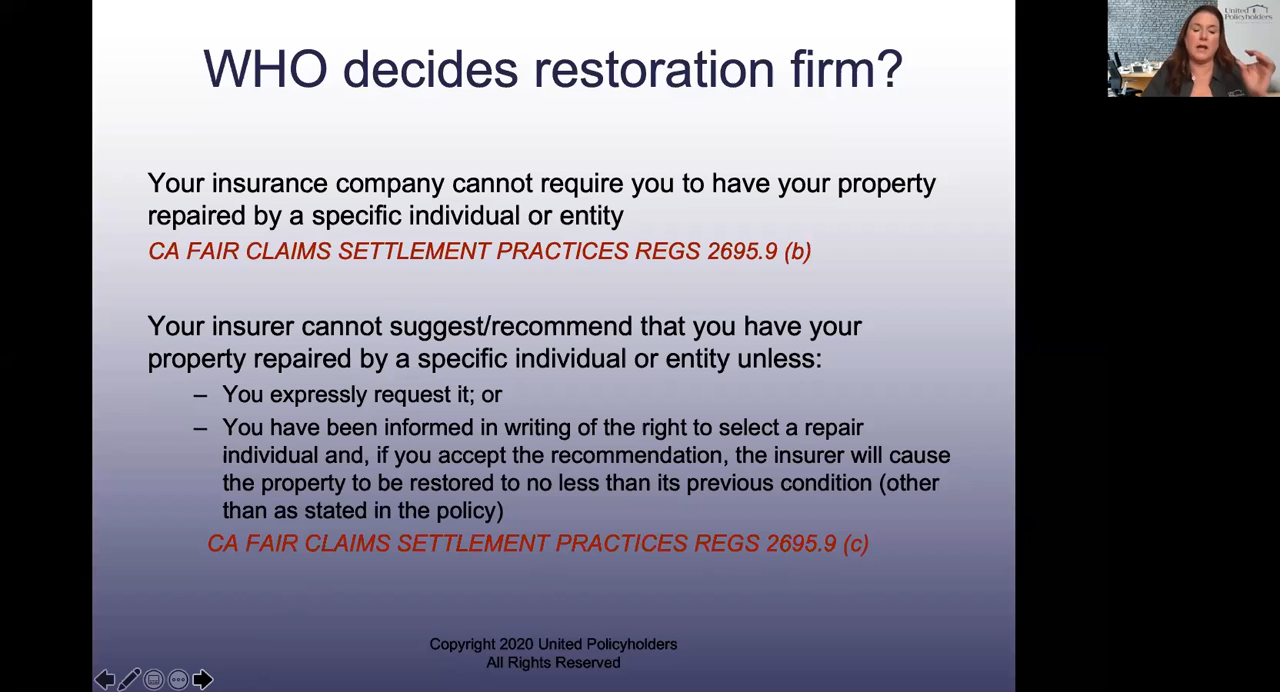 WHO decides restoration firm?
Your insurance company cannot require you to have your property
repaired by a specific individual or entity
CA FAIR CLAIMS SETTLEMENT PRACTICES REGS 2695.9 (b)
Your insurer cannot suggest/recommend that you have your
property repaired by a specific individual or entity unless:
– You expressly request it; or
– You have been informed in writing of the right to select a repair
individual and, if you accept the recommendation, the insurer will cause
the property to be restored to no less than its previous condition (other
than as stated in the policy)
CA FAIR CLAIMS SETTLEMENT PRACTICES REGS 2695.9 (c)
Copyright 2020 United Policyholders
All Rights Reserved
United
Policyholders